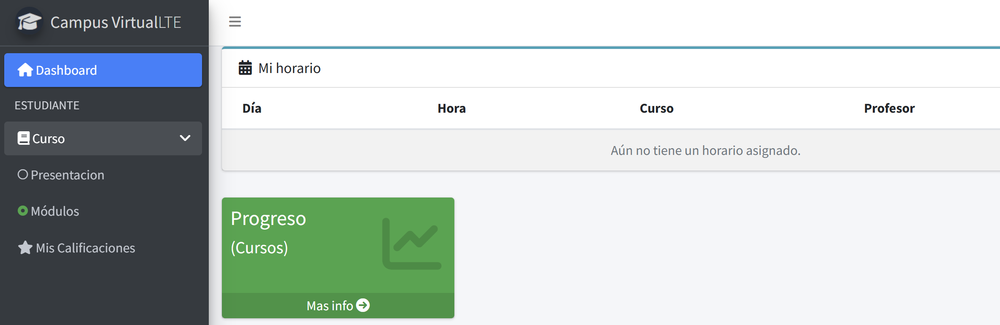 Campus VirtualLTE
Dashboard
ESTUDIANTE
Curso
Presentacion
Módulos
Mis Calificaciones
Mi horario
Día Hora Curso Profesor
Aún no tiene un horario asignado.
Progreso
(Cursos)
Mas info